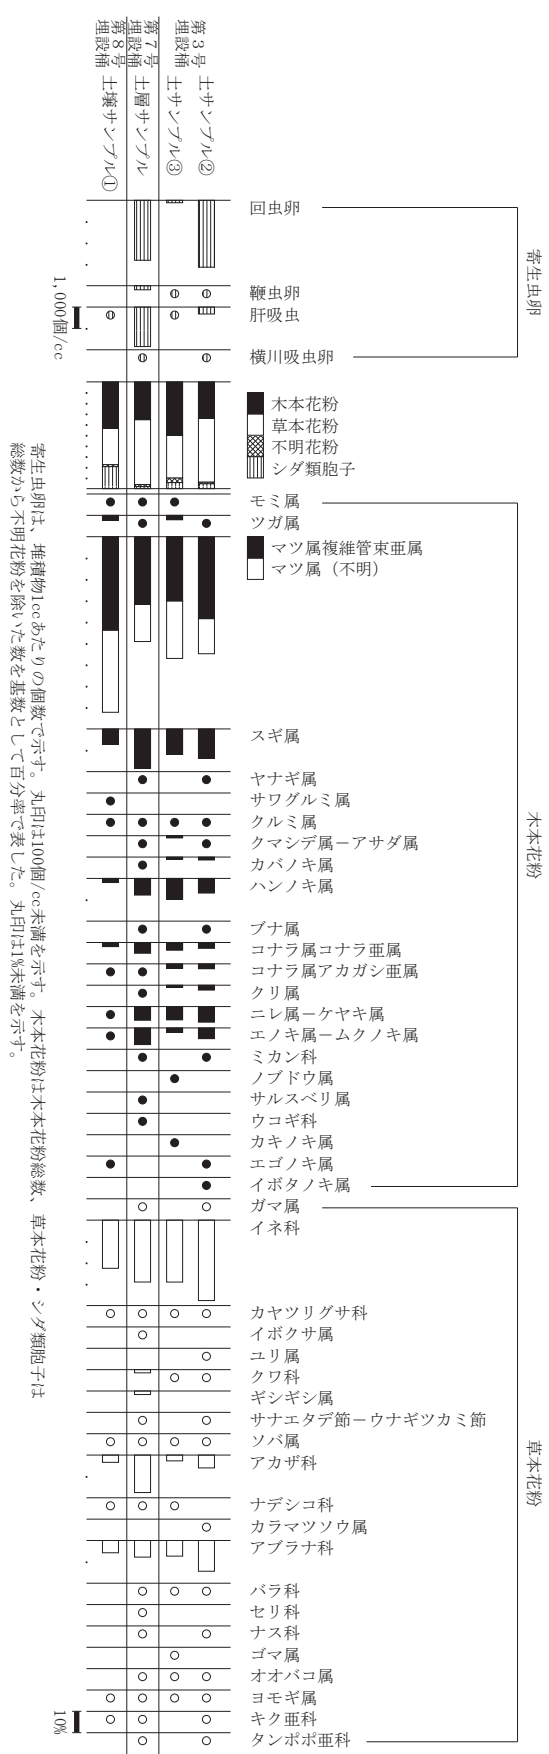 寄生虫卵
木本花粉
草本花粉
第3号
埋設桶
土サンプル②
土サンプル③
第7号
埋設桶
土層サンプル
第8号
埋設桶
土壌サンプル①
回虫卵
鞭虫卵
肝吸虫
横川吸虫卵
1,000個/cc
木本花粉
草本花粉
不明花粉
シダ類胞子
モミ属
ツガ属
マツ属複維管束亜属
マツ属（不明）
スギ属
ヤナギ属
サワグルミ属
クルミ属
クマシデ属－アサダ属
カバノキ属
ハンノキ属
ブナ属
コナラ属コナラ亜属
コナラ属アカガシ亜属
クリ属
ニレ属－ケヤキ属
エノキ属－ムクノキ属
ミカン科
ノブドウ属
サルスベリ属
ウコギ科
カキノキ属
エゴノキ属
イボタノキ属
ガマ属
イネ科
カヤツリグサ科
イボクサ属
ユリ属
クワ科
ギシギシ属
サナエタデ節－ウナギツカミ節
ソバ属
アカザ科
ナデシコ科
カラマツソウ属
アブラナ科
バラ科
セリ科
ナス科
ゴマ属
オオバコ属
ヨモギ属
キク亜科
タンポポ亜科
10%
寄生虫卵は、堆積物1ccあたりの個数で示す。丸印は100個/cc未満を示す。木本花粉は木本花粉総数、草本花粉・シダ類胞子は
総数から不明花粉を除いた数を基数として百分率で表した。丸印は1%未満を示す。